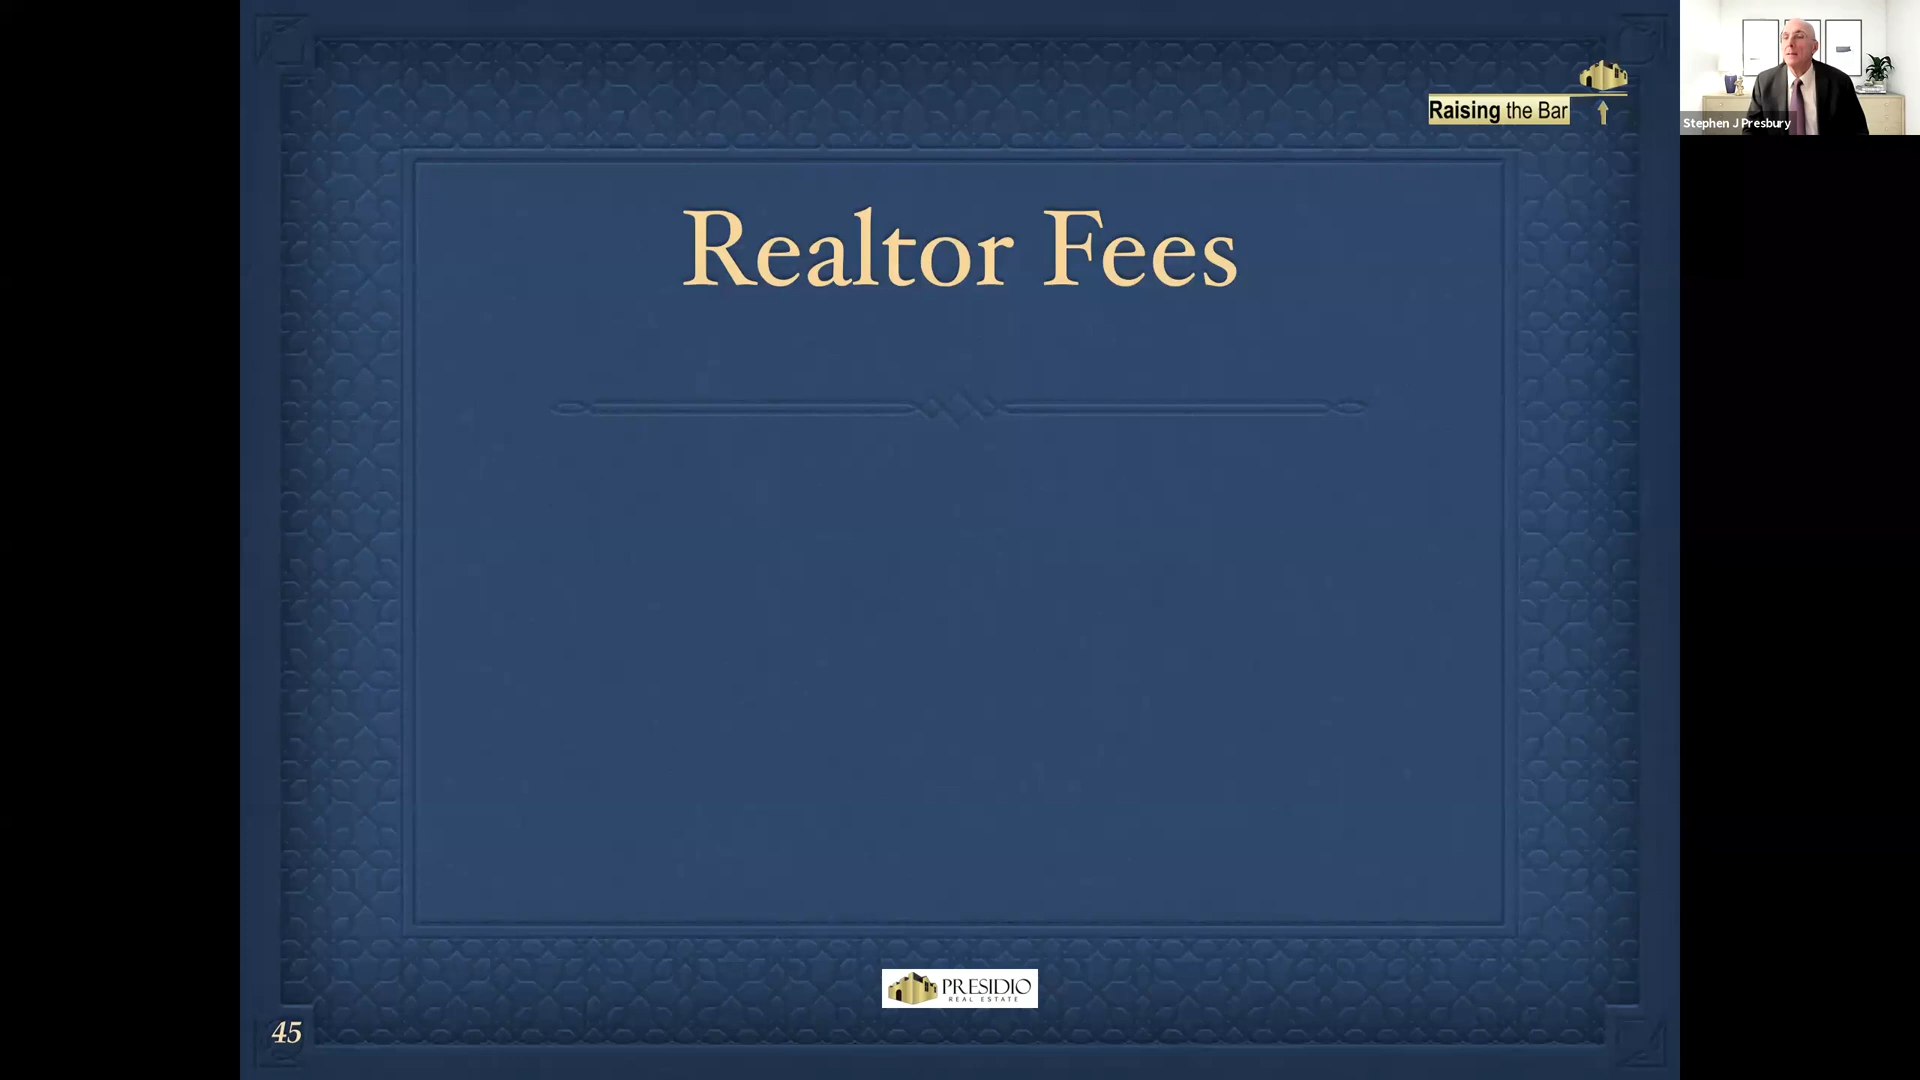 Raising the Bar
Stephen J Presbury
Realtor Fees
PRESIDIO
REAL ESTATE
45